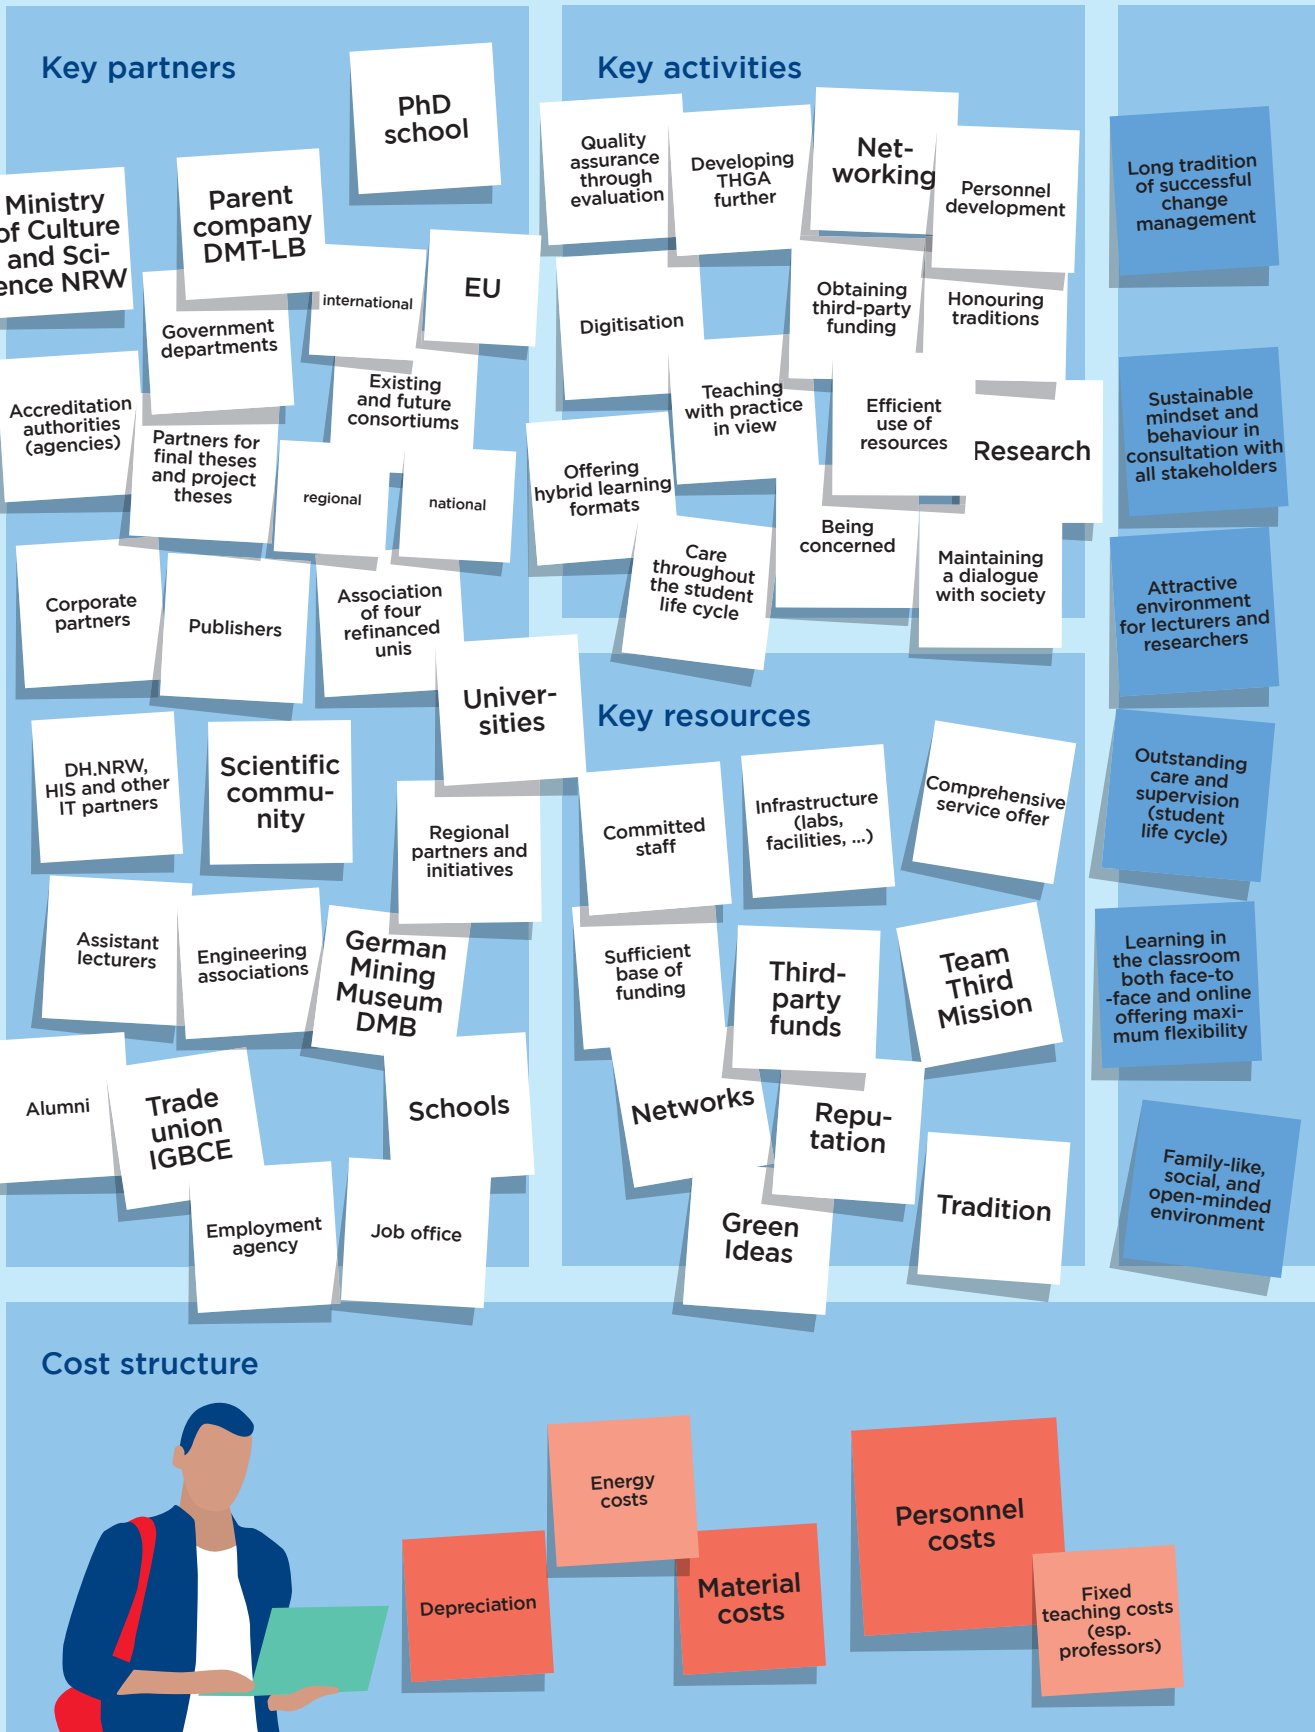 Key partners
PhD
school
Ministry
of Culture
and Sci-
ence NRW
Parent
company
DMT-LB
international
EU
Government
departments
Existing
and future
consortiums
Accreditation
authorities
(agencies)
Partners for
final theses
and project
theses
regional
national
Corporate
partners
Publishers
Association
of four
refinanced
unis
Univer-
sities
DH.NRW,
HIS and other
IT partners
Scientific
commu-
nity
Regional
partners and
initiatives
Assistant
lecturers
Engineering
associations
German
Mining
Museum
DMB
Alumni
Trade
union
IGBCE
Schools
Employment
agency
Job office
Key activities
Quality
assurance
through
evaluation
Developing
THGA
further
Net-
working
Personnel
development
Digitisation
Obtaining
third-party
funding
Honouring
traditions
Teaching
with practice
in view
Efficient
use of
resources
Research
Offering
hybrid learning
formats
Care
throughout
the student
life cycle
Being
concerned
Maintaining
a dialogue
with society
Key resources
Committed
staff
Infrastructure
(labs,
facilities, ...)
Comprehensive
service offer
Sufficient
base of
funding
Third-
party
funds
Team
Third
Mission
Networks
Repu-
tation
Green
Ideas
Tradition
Long tradition
of successful
change
management
Sustainable
mindset and
behaviour in
consultation with
all stakeholders
Attractive
environment
for lecturers and
researchers
Outstanding
care and
supervision
(student
life cycle)
Learning in
the classroom
both face-to
-face and online
offering maxi-
mum flexibility
Family-like,
social, and
open-minded
environment
Cost structure
Depreciation
Energy
costs
Material
costs
Personnel
costs
Fixed
teaching costs
(esp.
professors)